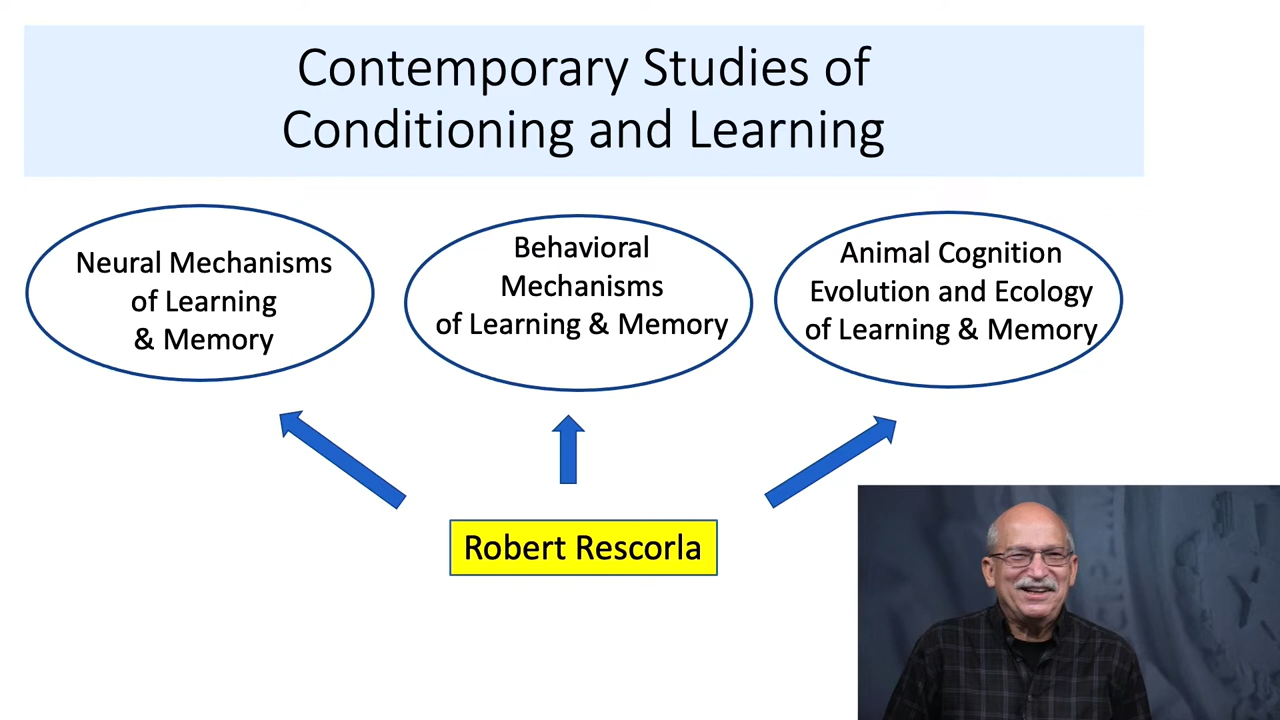 Contemporary Studies of
Conditioning and Learning
Neural Mechanisms
of Learning
& Memory
Behavioral
Mechanisms
of Learning & Memory
Animal Cognition
Evolution and Ecology
of Learning & Memory
Robert Rescorla